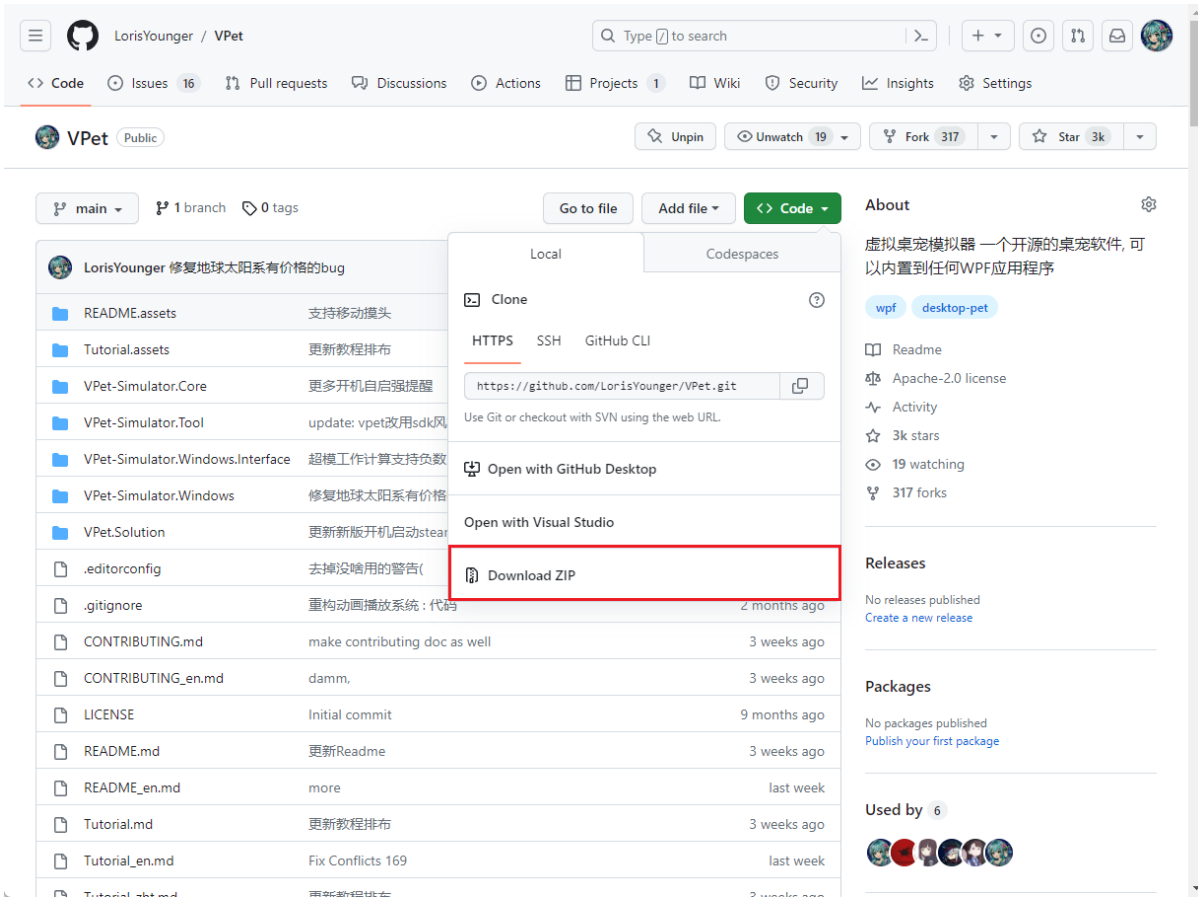 LorisYounger / VPet
Type / to search
Code
Issues 16
Pull requests
Discussions
Actions
Projects 1
Wiki
Security
Insights
Settings
VPet Public
Unpin
Unwatch 19
Fork 317
Star 3k
main
1 branch
0 tags
Go to file
Add file
Code
LorisYounger 修复地球太阳系有价格的bug
README.assets 支持移动摸头
Tutorial.assets 更新教程排布
VPet-Simulator.Core 更多开机自启强提醒
VPet-Simulator.Tool update: vpet改用sdk风
VPet-Simulator.Windows.Interface 超模工作计算支持负数
VPet-Simulator.Windows 修复地球太阳系有价格
VPet.Solution 更新新版开机启动stear
.editorconfig 去掉没啥用的警告(
.gitignore 重构动画播放系统 : 代码 2 months ago
CONTRIBUTING.md make contributing doc as well 3 weeks ago
CONTRIBUTING_en.md damm, 3 weeks ago
LICENSE Initial commit 9 months ago
README.md 更新Readme 3 weeks ago
README_en.md more last week
Tutorial.md 更新教程排布 3 weeks ago
Tutorial_en.md Fix Conflicts 169 last week
Tutorial_zht.md 更新教程排布 3 weeks ago
Local
Codespaces
Clone
HTTPS
SSH
GitHub CLI
https://github.com/LorisYounger/VPet.git
Use Git or checkout with SVN using the web URL.
Open with GitHub Desktop
Open with Visual Studio
Download ZIP
About
虚拟桌宠模拟器 一个开源的桌宠软件, 可
以内置到任何WPF应用程序
wpf
desktop-pet
Readme
Apache-2.0 license
Activity
3k stars
19 watching
317 forks
Releases
No releases published
Create a new release
Packages
No packages published
Publish your first package
Used by 6